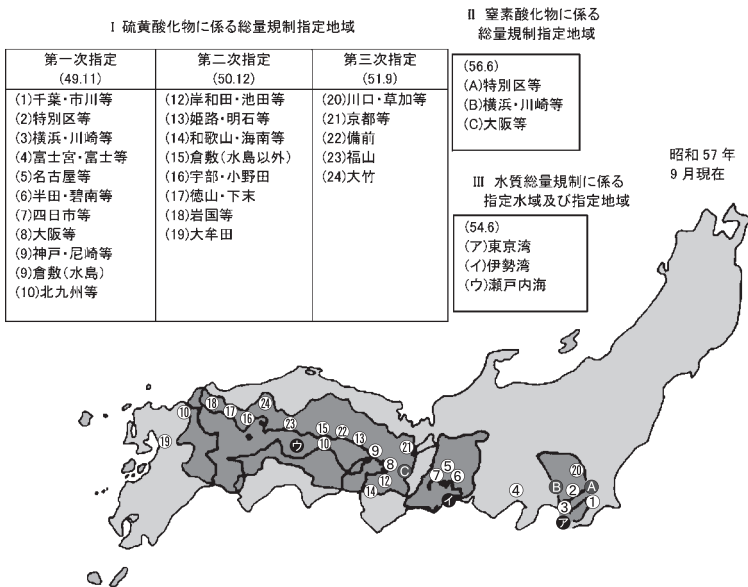 Ⅰ 硫黄酸化物に係る総量規制指定地域
第一次指定
(49.11)
(1)千葉・市川等
(2)特別区等
(3)横浜・川崎等
(4)富士宮・富士等
(5)名古屋等
(6)半田・碧南等
(7)四日市等
(8)大阪等
(9)神戸・尼崎等
(9)倉敷(水島)
(10)北九州等
第二次指定
(50.12)
(12)岸和田・池田等
(13)姫路・明石等
(14)和歌山・海南等
(15)倉敷(水島以外)
(16)宇部・小野田
(17)徳山・下末
(18)岩国等
(19)大牟田
第三次指定
(51.9)
(20)川口・草加等
(21)京都等
(22)備前
(23)福山
(24)大竹
Ⅱ 窒素酸化物に係る
総量規制指定地域
(56.6)
(A)特別区等
(B)横浜・川崎等
(C)大阪等
Ⅲ 水質総量規制に係る
指定水域及び指定地域
(54.6)
(ア)東京湾
(イ)伊勢湾
(ウ)瀬戸内海
昭和57年
9月現在
⑩
⑱
⑰
⑯
㉔
㉓
⑮
㉒
⑬
⑨
㉑
⑲
ウ
⑩
⑧
C
⑫
⑭
⑤
⑦
⑥
イ
④
⑳
B
②
A
③
①
ア